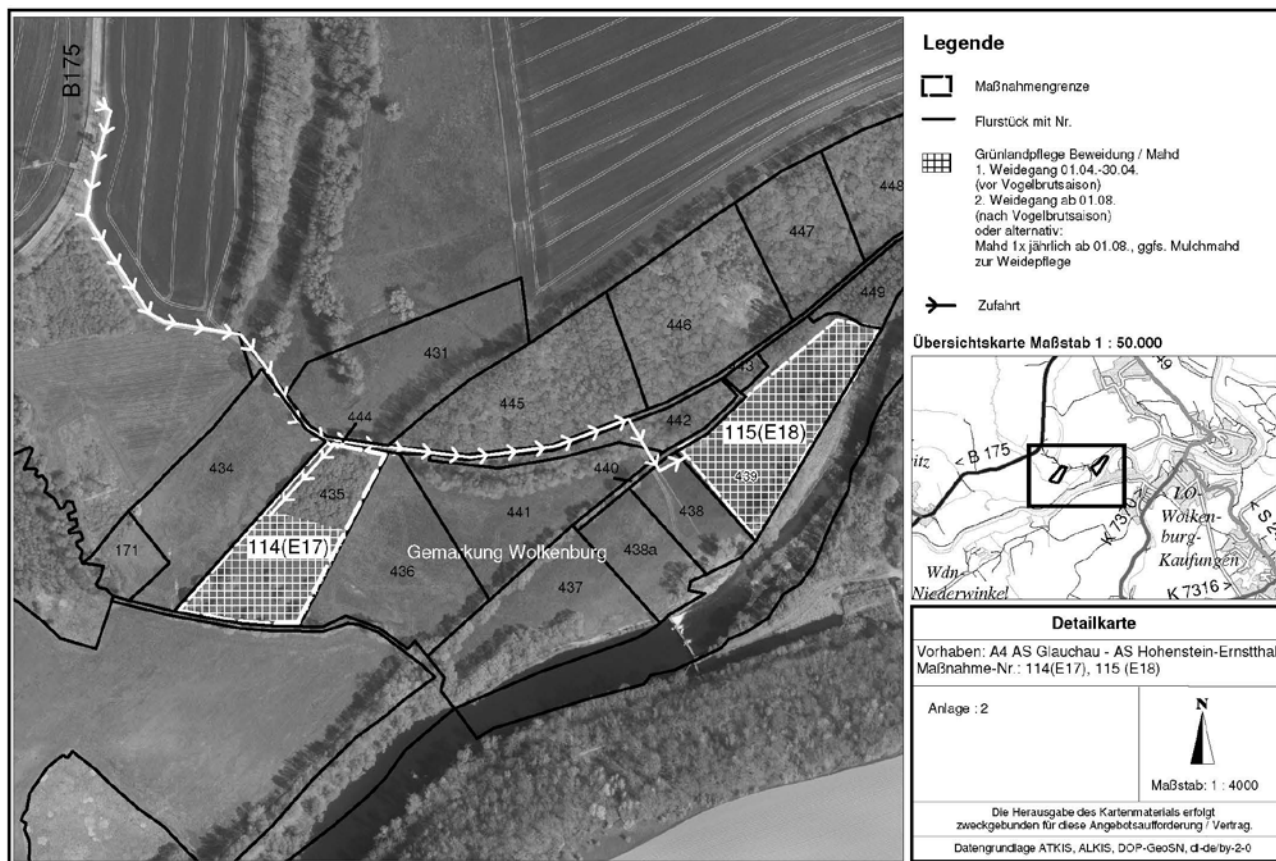 B175
448
447
449
446
431
443
445
442
444
115(E18)
434
440
439
435
441
438
114(E17)
Gemarkung Wolkenburg
438a
171
436
437
Legende
Maßnahmengrenze
Flurstück mit Nr.
Grünlandpflege Beweidung / Mahd
1. Weidegang 01.04.-30.04.
(vor Vogelbrutsaison)
2. Weidegang ab 01.08.
(nach Vogelbrutsaison)
oder alternativ:
Mahd 1x jährlich ab 01.08., ggfs. Mulchmahd
zur Weidepflege
Zufahrt
Übersichtskarte Maßstab 1 : 50.000
< B 175
itz
K 7310 >
LO-
Wolken-
burg-
Kaufungen
Wdn-
Niederwinkel
K 7316 >
Detailkarte
Vorhaben: A4 AS Glauchau - AS Hohenstein-Ernstthal
Maßnahme-Nr.: 114(E17), 115 (E18)
Anlage : 2
N
Maßstab: 1 : 4000
Die Herausgabe des Kartenmaterials erfolgt
zweckgebunden für diese Angebotsaufforderung / Vertrag.
Datengrundlage ATKIS, ALKIS, DOP-GeoSN, dl-de/by-2-0